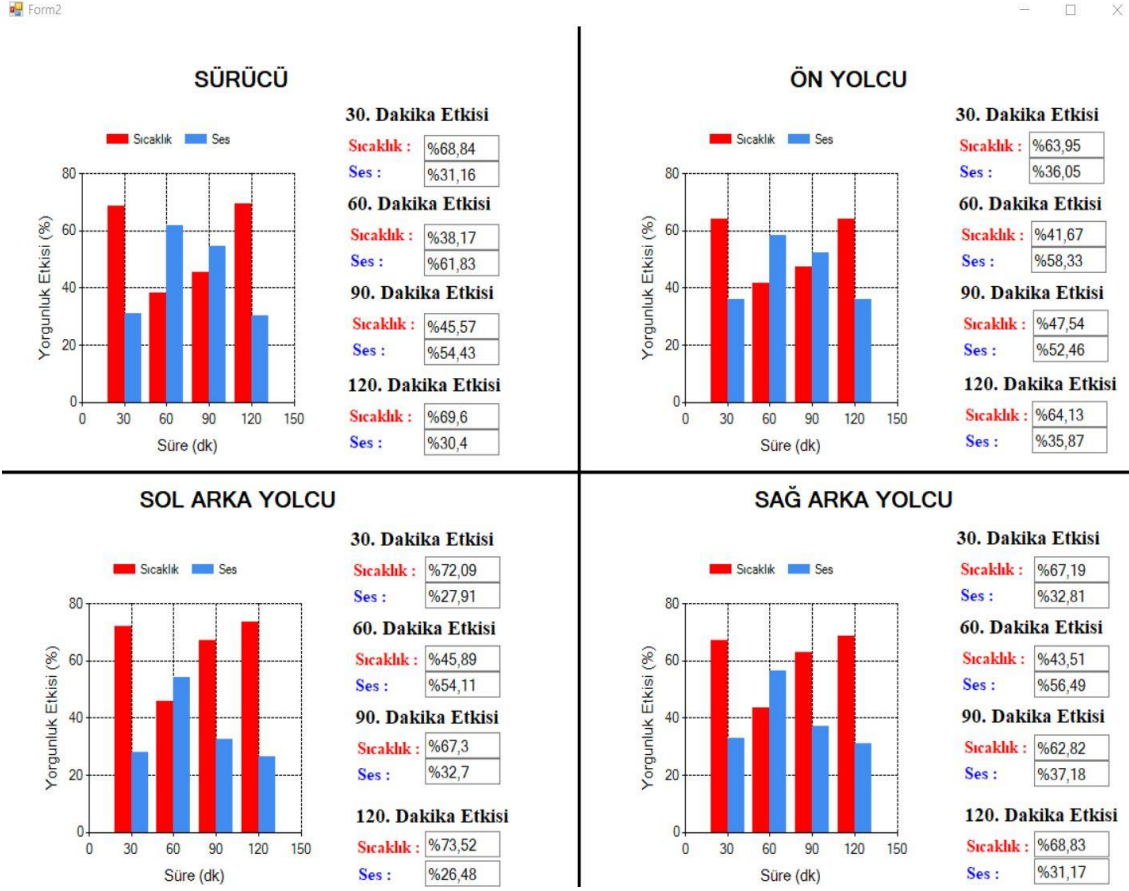 Form2
SÜRÜCÜ
Sıcaklık Ses
Yorgunluk Etkisi (%)
80
60
40
20
0
0 30 60 90 120 150
Süre (dk)
30. Dakika Etkisi
Sıcaklık : %68,84
Ses : %31,16
60. Dakika Etkisi
Sıcaklık : %38,17
Ses : %61,83
90. Dakika Etkisi
Sıcaklık : %45,57
Ses : %54,43
120. Dakika Etkisi
Sıcaklık : %69,6
Ses : %30,4
ÖN YOLCU
Sıcaklık Ses
Yorgunluk Etkisi (%)
80
60
40
20
0
0 30 60 90 120 150
Süre (dk)
30. Dakika Etkisi
Sıcaklık : %63,95
Ses : %36,05
60. Dakika Etkisi
Sıcaklık : %41,67
Ses : %58,33
90. Dakika Etkisi
Sıcaklık : %47,54
Ses : %52,46
120. Dakika Etkisi
Sıcaklık : %64,13
Ses : %35,87
SOL ARKA YOLCU
Sıcaklık Ses
Yorgunluk Etkisi (%)
80
60
40
20
0
0 30 60 90 120 150
Süre (dk)
30. Dakika Etkisi
Sıcaklık : %72,09
Ses : %27,91
60. Dakika Etkisi
Sıcaklık : %45,89
Ses : %54,11
90. Dakika Etkisi
Sıcaklık : %67,3
Ses : %32,7
120. Dakika Etkisi
Sıcaklık : %73,52
Ses : %26,48
SAĞ ARKA YOLCU
Sıcaklık Ses
Yorgunluk Etkisi (%)
80
60
40
20
0
0 30 60 90 120 150
Süre (dk)
30. Dakika Etkisi
Sıcaklık : %67,19
Ses : %32,81
60. Dakika Etkisi
Sıcaklık : %43,51
Ses : %56,49
90. Dakika Etkisi
Sıcaklık : %62,82
Ses : %37,18
120. Dakika Etkisi
Sıcaklık : %68,83
Ses : %31,17